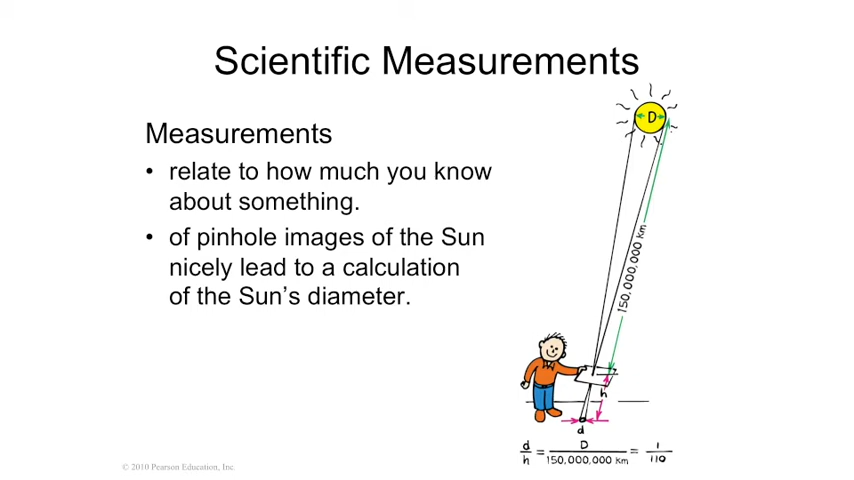 Scientific Measurements
Measurements
• relate to how much you know
about something.
• of pinhole images of the Sun
nicely lead to a calculation
of the Sun’s diameter.
D
150,000,000 km
h
d
d/h = D/150,000,000 km = 1/110
© 2010 Pearson Education, Inc.